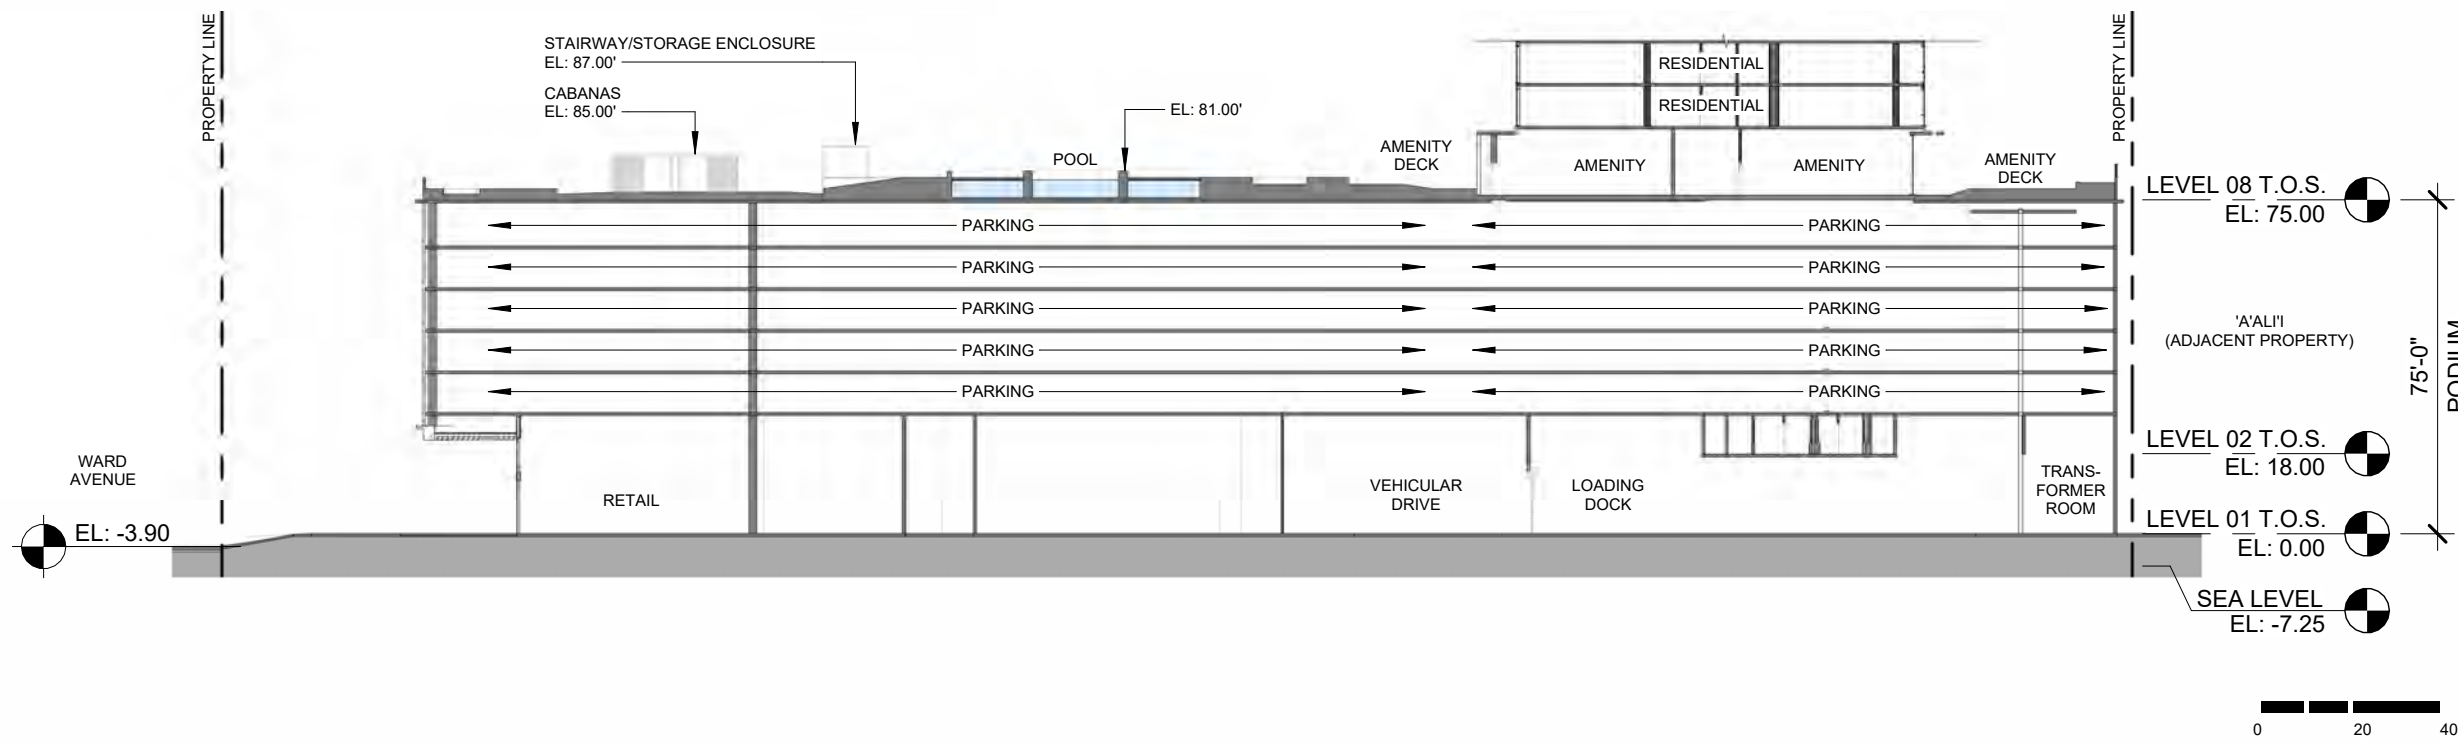 PROPERTY LINE
STAIRWAY/STORAGE ENCLOSURE
EL: 87.00'
CABANAS
EL: 85.00'
EL: 81.00'
POOL
AMENITY
DECK
RESIDENTIAL
RESIDENTIAL
AMENITY
AMENITY
AMENITY
DECK
PROPERTY LINE
LEVEL 08 T.O.S.
EL: 75.00
PARKING
PARKING
PARKING
PARKING
PARKING
PARKING
PARKING
PARKING
PARKING
PARKING
'A'ALI'I
(ADJACENT PROPERTY)
75'-0"
PODIUM
WARD
AVENUE
EL: -3.90
RETAIL
VEHICULAR
DRIVE
LOADING
DOCK
TRANS-
FORMER
ROOM
LEVEL 02 T.O.S.
EL: 18.00
LEVEL 01 T.O.S.
EL: 0.00
SEA LEVEL
EL: -7.25
0 20 40